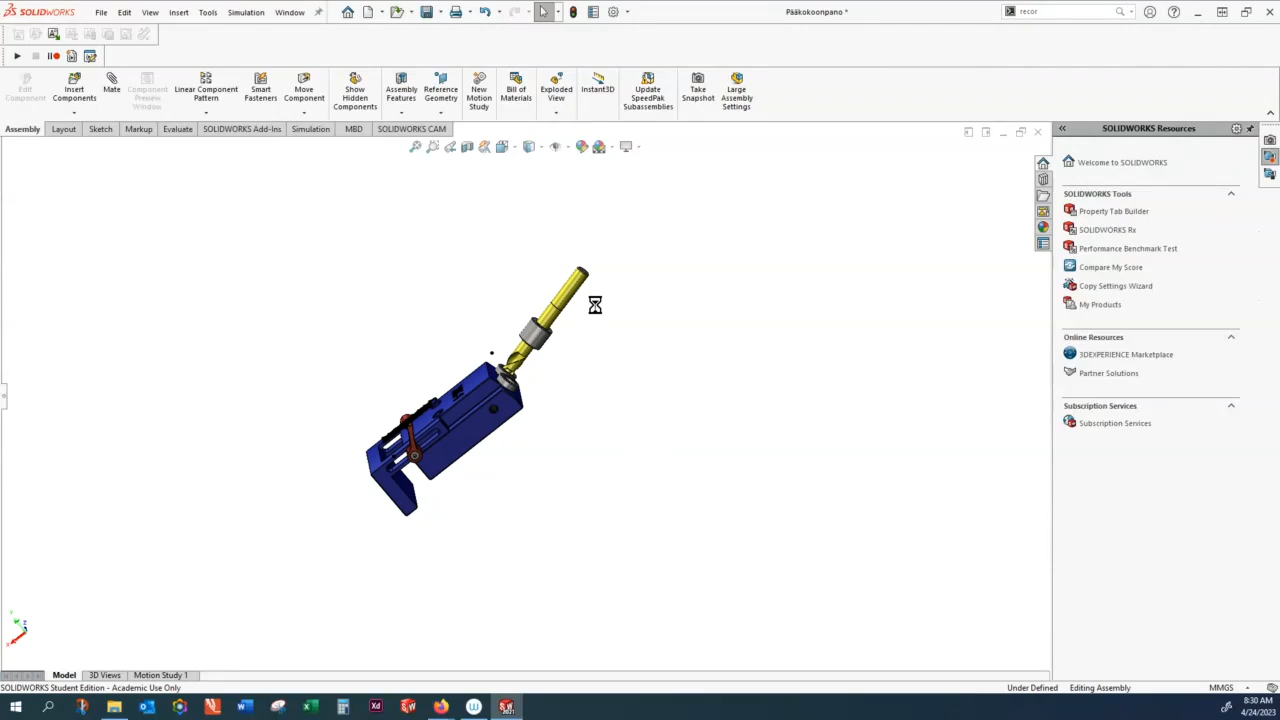 SOLIDWORKS File Edit View Insert Tools Simulation Window Pääkokoonpano * recor
Edit Component
Insert Components
Mate
Component Preview Window
Linear Component Pattern
Smart Fasteners
Move Component
Show Hidden Components
Assembly Features
Reference Geometry
New Motion Study
Bill of Materials
Exploded View
Instant3D
Update SpeedPak Subassemblies
Take Snapshot
Large Assembly Settings
Assembly Layout Sketch Markup Evaluate SOLIDWORKS Add-Ins Simulation MBD SOLIDWORKS CAM
SOLIDWORKS Resources
Welcome to SOLIDWORKS
SOLIDWORKS Tools
Property Tab Builder
SOLIDWORKS Rx
Performance Benchmark Test
Compare My Score
Copy Settings Wizard
My Products
Online Resources
3DEXPERIENCE Marketplace
Partner Solutions
Subscription Services
Subscription Services
Model 3D Views Motion Study 1
SOLIDWORKS Student Edition - Academic Use Only Under Defined Editing Assembly MMGS
8:30 AM
4/24/2023